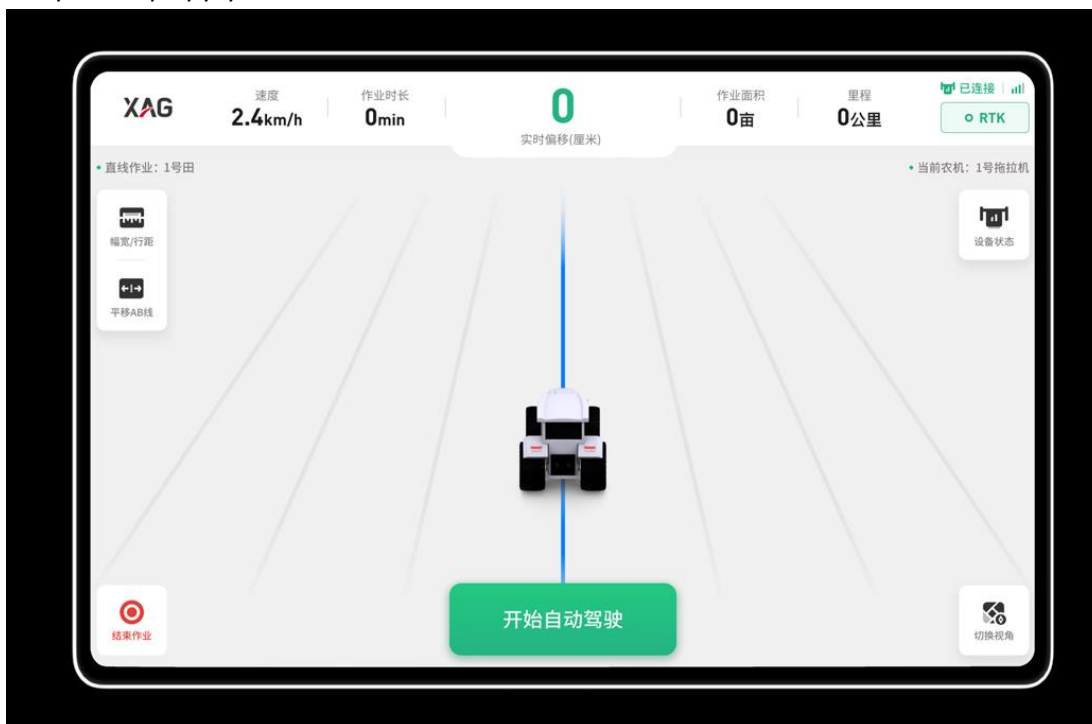 XAG
速度
2.4km/h
作业时长
0min
0
实时偏移(厘米)
作业面积
0亩
里程
0公里
已连接
RTK
直线作业：1号田
当前农机：1号拖拉机
幅宽/行距
平移AB线
设备状态
结束作业
开始自动驾驶
切换视角